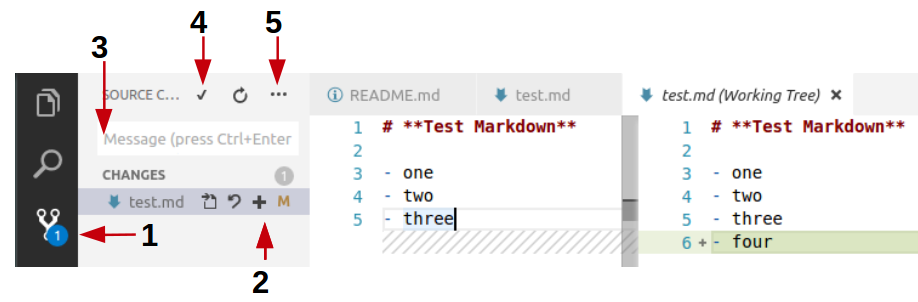 4 5
3
SOURCE C...
Message (press Ctrl+Enter
CHANGES 1
test.md M
1
1
2
README.md test.md
1 # **Test Markdown**
2
3 - one
4 - two
5 - three
test.md (Working Tree)
1 # **Test Markdown**
2
3 - one
4 - two
5 - three
6 + - four